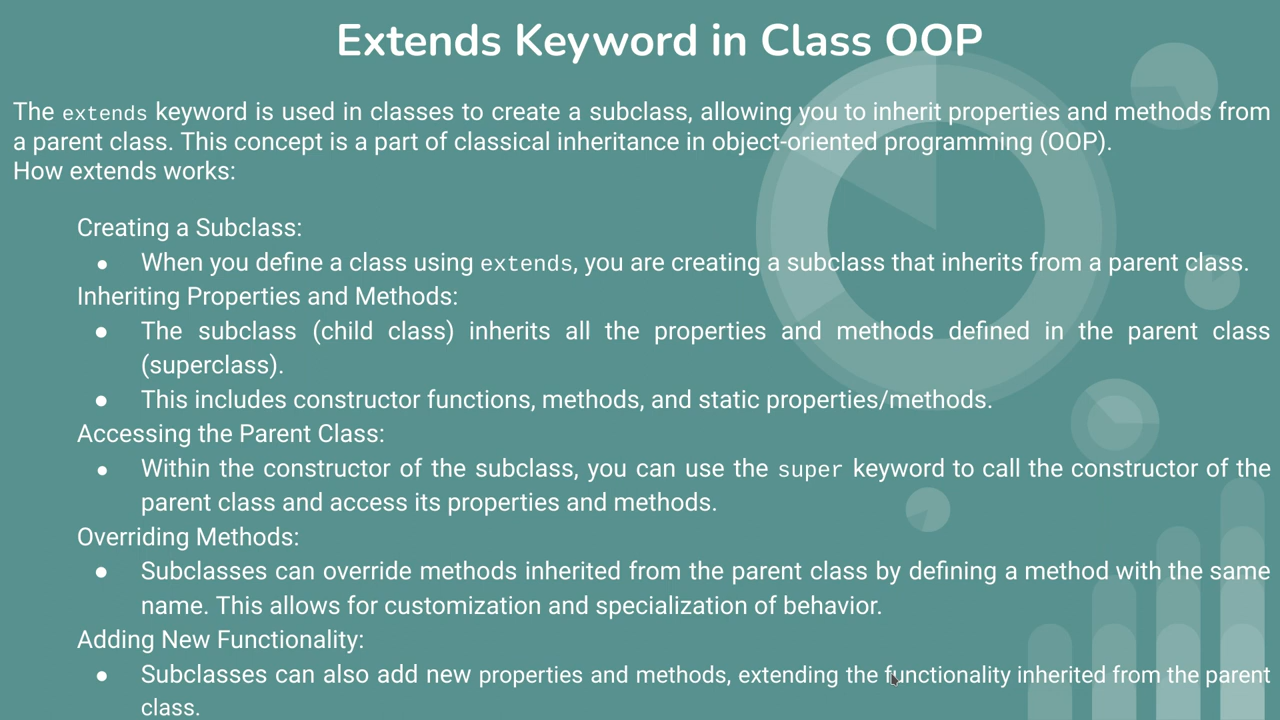 Extends Keyword in Class OOP
The extends keyword is used in classes to create a subclass, allowing you to inherit properties and methods from
a parent class. This concept is a part of classical inheritance in object-oriented programming (OOP).
How extends works:
Creating a Subclass:
● When you define a class using extends, you are creating a subclass that inherits from a parent class.
Inheriting Properties and Methods:
● The subclass (child class) inherits all the properties and methods defined in the parent class
(superclass).
● This includes constructor functions, methods, and static properties/methods.
Accessing the Parent Class:
● Within the constructor of the subclass, you can use the super keyword to call the constructor of the
parent class and access its properties and methods.
Overriding Methods:
● Subclasses can override methods inherited from the parent class by defining a method with the same
name. This allows for customization and specialization of behavior.
Adding New Functionality:
● Subclasses can also add new properties and methods, extending the functionality inherited from the parent
class.